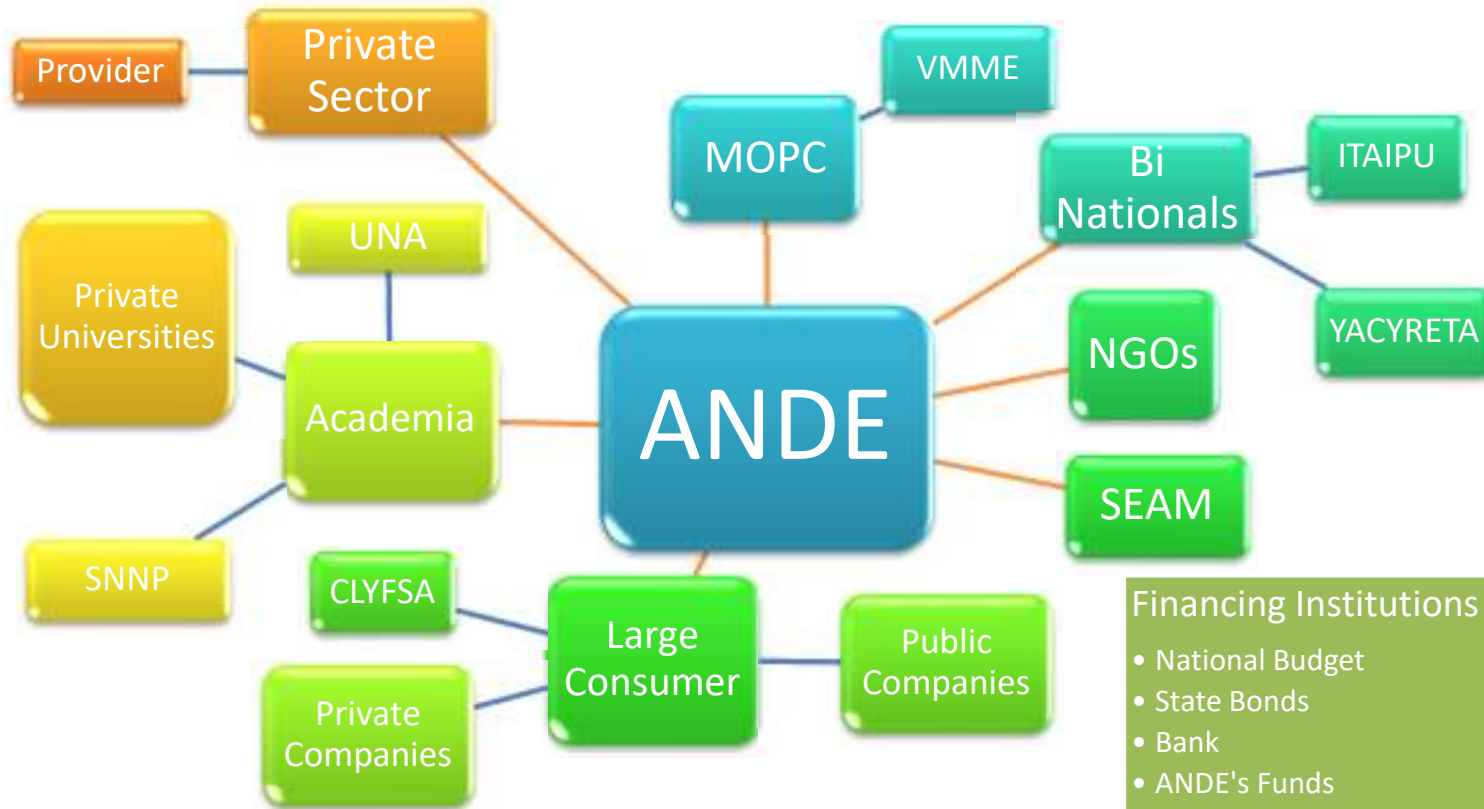 Provider
Private
Sector
VMME
MOPC
Bi
Nationals
ITAIPU
YACYRETA
UNA
Private
Universities
Academia
ANDE
NGOs
SEAM
SNNP
CLYFSA
Large
Consumer
Public
Companies
Private
Companies
Financing Institutions
• National Budget
• State Bonds
• Bank
• ANDE's Funds